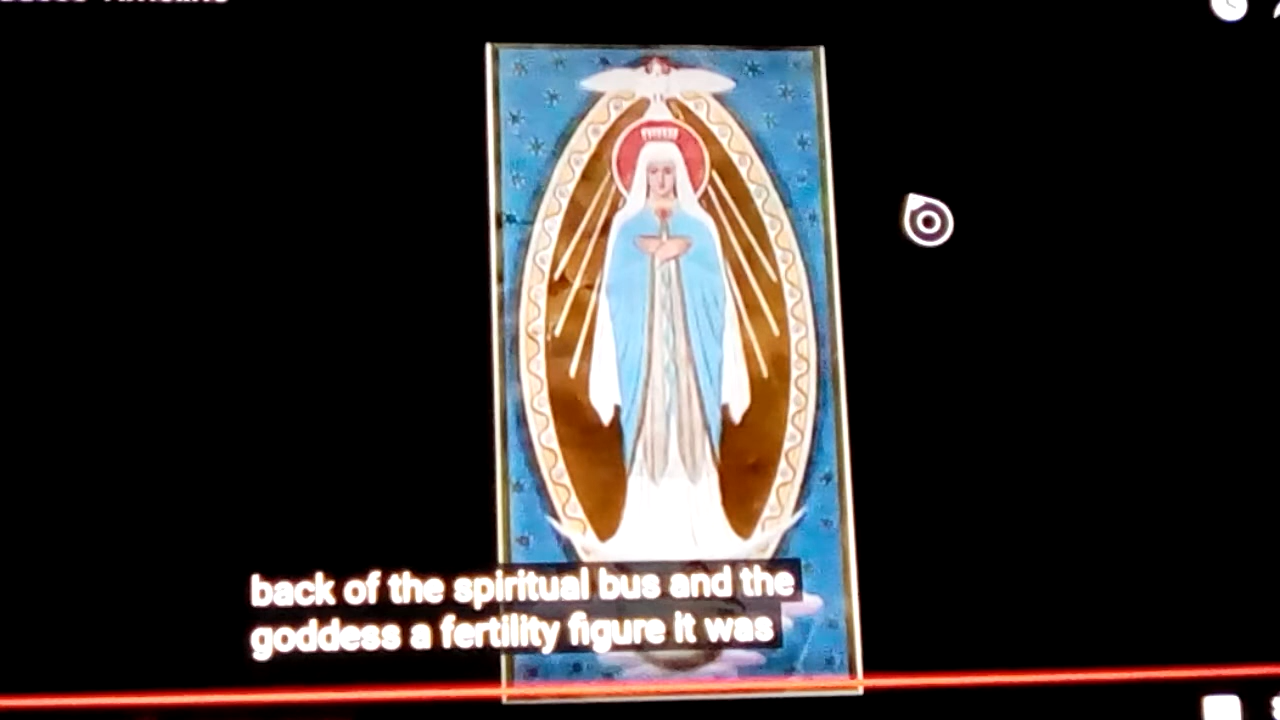 back of the spiritual bus and the
goddess a fertility figure it was